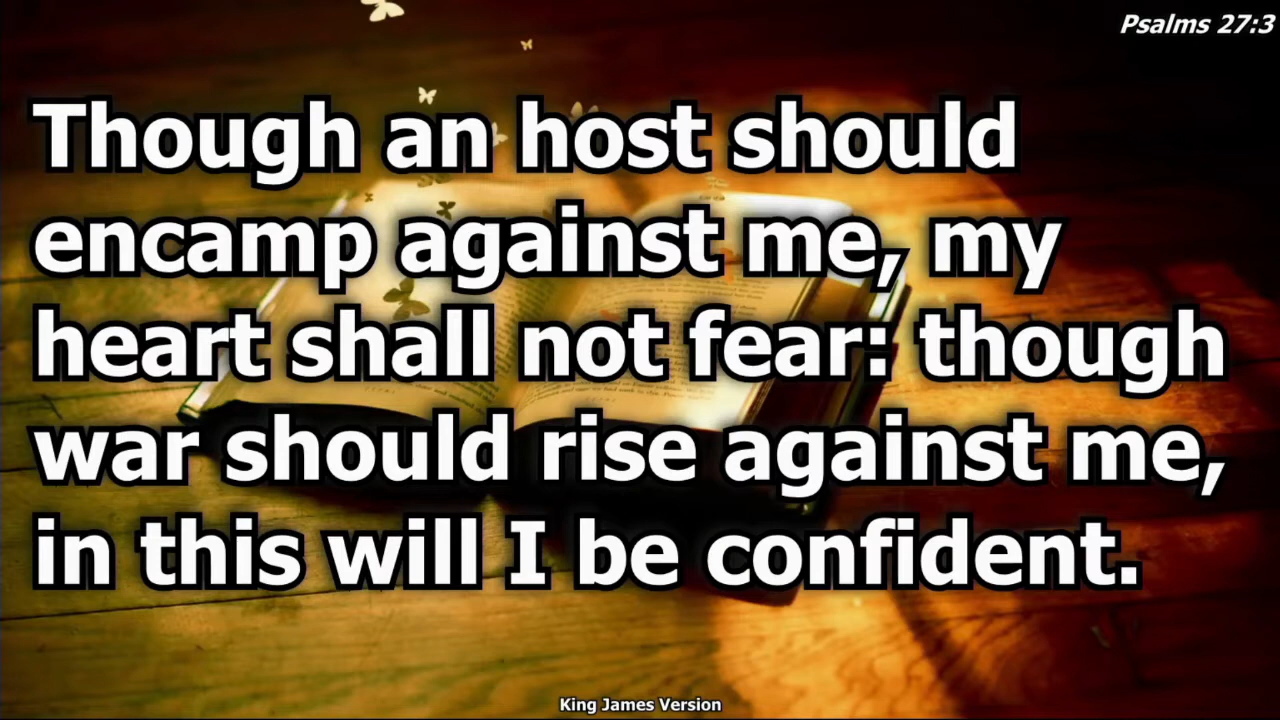 Psalms 27:3
Though an host should
encamp against me, my
heart shall not fear: though
war should rise against me,
in this will I be confident.
King James Version